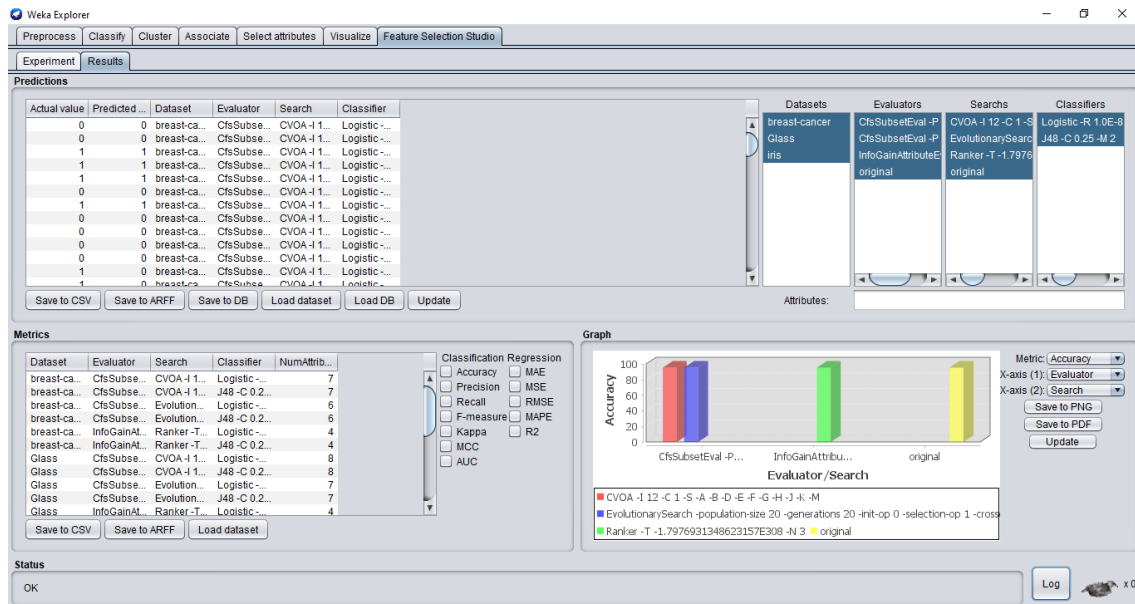 Weka Explorer
Preprocess Classify Cluster Associate Select attributes Visualize Feature Selection Studio
Experiment Results
Predictions
Actual value Predicted ... Dataset Evaluator Search Classifier
0 0 breast-ca... CfsSubse... CVOA -I 1... Logistic -...
0 0 breast-ca... CfsSubse... CVOA -I 1... Logistic -...
1 1 breast-ca... CfsSubse... CVOA -I 1... Logistic -...
1 1 breast-ca... CfsSubse... CVOA -I 1... Logistic -...
1 1 breast-ca... CfsSubse... CVOA -I 1... Logistic -...
0 0 breast-ca... CfsSubse... CVOA -I 1... Logistic -...
1 1 breast-ca... CfsSubse... CVOA -I 1... Logistic -...
0 0 breast-ca... CfsSubse... CVOA -I 1... Logistic -...
0 0 breast-ca... CfsSubse... CVOA -I 1... Logistic -...
0 0 breast-ca... CfsSubse... CVOA -I 1... Logistic -...
0 0 breast-ca... CfsSubse... CVOA -I 1... Logistic -...
1 0 breast-ca... CfsSubse... CVOA -I 1... Logistic -...
1 0 breast-ca... CfsSubse... CVOA -I 1... Logistic -...
Datasets Evaluators Searchs Classifiers
breast-cancer CfsSubsetEval -P CVOA -I 12 -C 1 -S Logistic -R 1.0E-8
Glass CfsSubsetEval -P EvolutionarySearc J48 -C 0.25 -M 2
iris InfoGainAttributeE Ranker -T -1.7976
original original
Save to CSV Save to ARFF Save to DB Load dataset Load DB Update
Attributes:
Metrics
Dataset Evaluator Search Classifier NumAttrib...
breast-ca... CfsSubse... CVOA -I 1... Logistic -... 7
breast-ca... CfsSubse... CVOA -I 1... J48 -C 0.2... 7
breast-ca... CfsSubse... Evolution... Logistic -... 6
breast-ca... CfsSubse... Evolution... J48 -C 0.2... 6
breast-ca... InfoGainAt... Ranker -T... Logistic -... 4
breast-ca... InfoGainAt... Ranker -T... J48 -C 0.2... 4
Glass CfsSubse... CVOA -I 1... Logistic -... 8
Glass CfsSubse... CVOA -I 1... J48 -C 0.2... 8
Glass CfsSubse... Evolution... Logistic -... 7
Glass CfsSubse... Evolution... J48 -C 0.2... 7
Glass InfoGainAt... Ranker -T... Logistic -... 4
Classification Regression
Accuracy MAE
Precision MSE
Recall RMSE
F-measure MAPE
Kappa R2
MCC
AUC
Save to CSV Save to ARFF Load dataset
Graph
Accuracy
100
80
60
40
20
0
CfsSubsetEval -P... InfoGainAttribu... original
Evaluator/Search
CVOA -I 12 -C 1 -S -A -B -D -E -F -G -H -J -K -M
EvolutionarySearch -population-size 20 -generations 20 -init-op 0 -selection-op 1 -cross
Ranker -T -1.7976931348623157E308 -N 3 original
Metric: Accuracy
X-axis (1): Evaluator
X-axis (2): Search
Save to PNG
Save to PDF
Update
Status
OK
Log
x 0